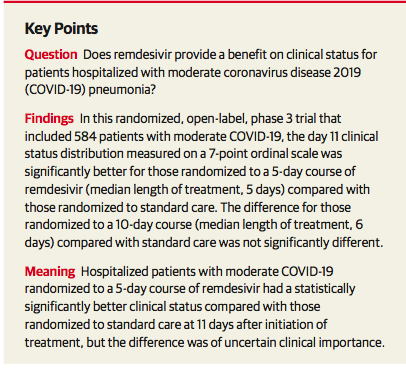 Key Points
Question Does remdesivir provide a benefit on clinical status for
patients hospitalized with moderate coronavirus disease 2019
(COVID-19) pneumonia?
Findings In this randomized, open-label, phase 3 trial that
included 584 patients with moderate COVID-19, the day 11 clinical
status distribution measured on a 7-point ordinal scale was
significantly better for those randomized to a 5-day course of
remdesivir (median length of treatment, 5 days) compared with
those randomized to standard care. The difference for those
randomized to a 10-day course (median length of treatment, 6
days) compared with standard care was not significantly different.
Meaning Hospitalized patients with moderate COVID-19
randomized to a 5-day course of remdesivir had a statistically
significantly better clinical status compared with those
randomized to standard care at 11 days after initiation of
treatment, but the difference was of uncertain clinical importance.